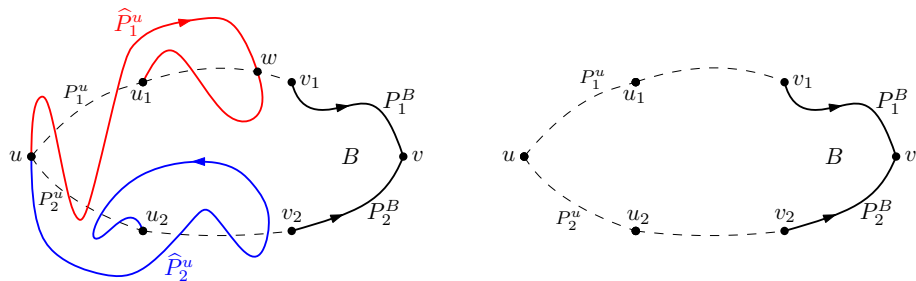 P̂₁ᵘ
w
P₁ᵘ
u₁
v₁
P₁ᴮ
u
B
v
P₂ᵘ
u₂
v₂
P₂ᴮ
P̂₂ᵘ
P₁ᵘ
u₁
v₁
P₁ᴮ
u
B
v
P₂ᵘ
u₂
v₂
P₂ᴮ